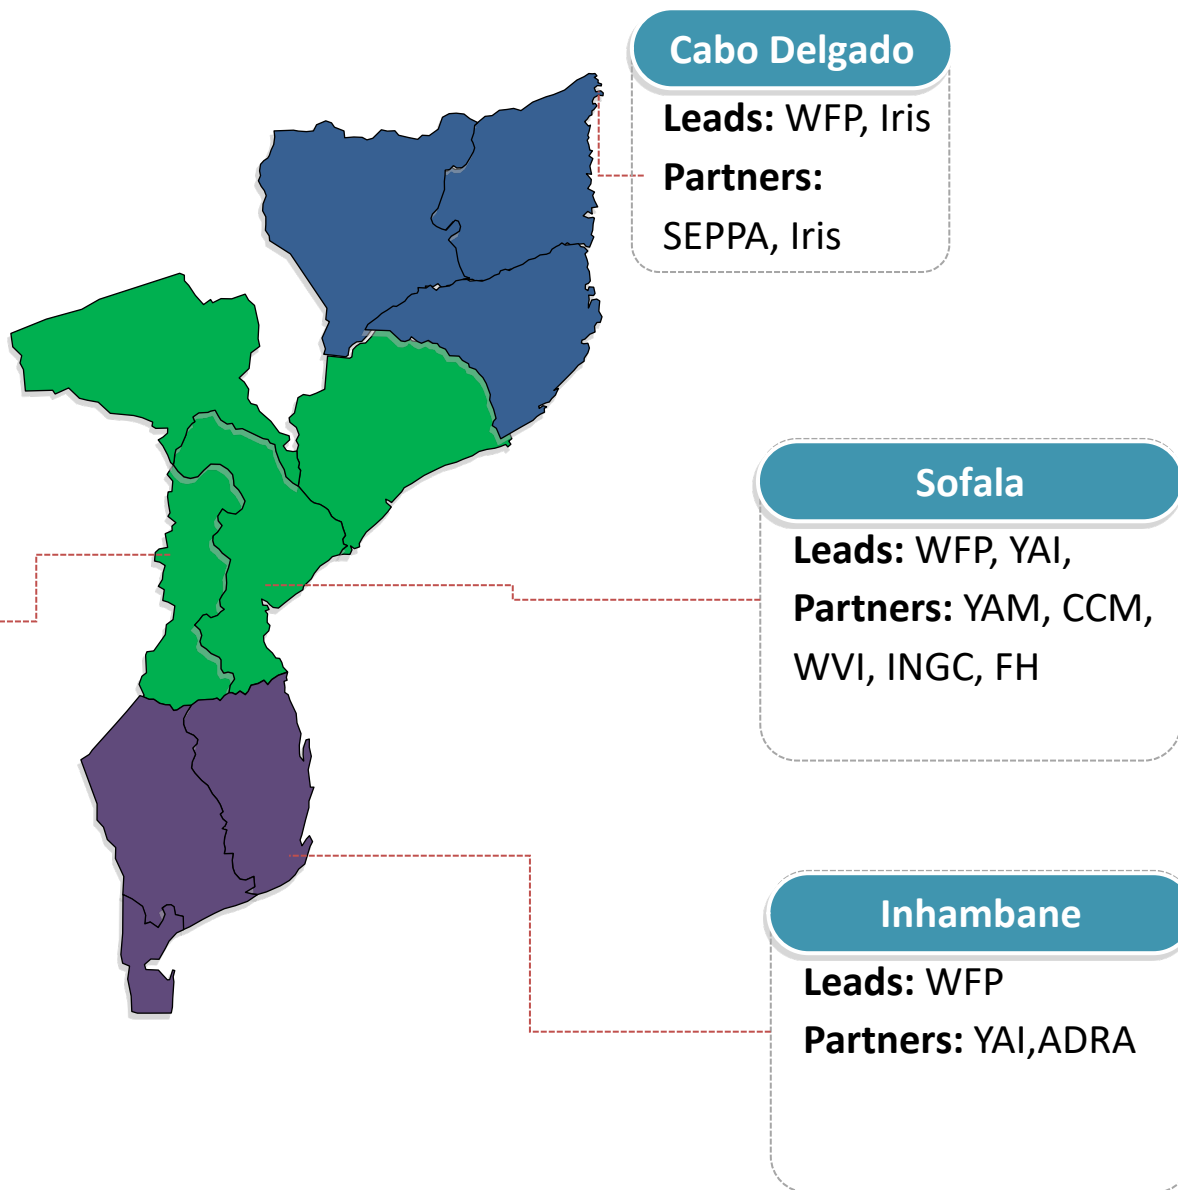 Cabo Delgado
Leads: WFP, Iris
Partners:
SEPPA, Iris
Sofala
Leads: WFP, YAI,
Partners: YAM, CCM,
WVI, INGC, FH
Inhambane
Leads: WFP
Partners: YAI,ADRA